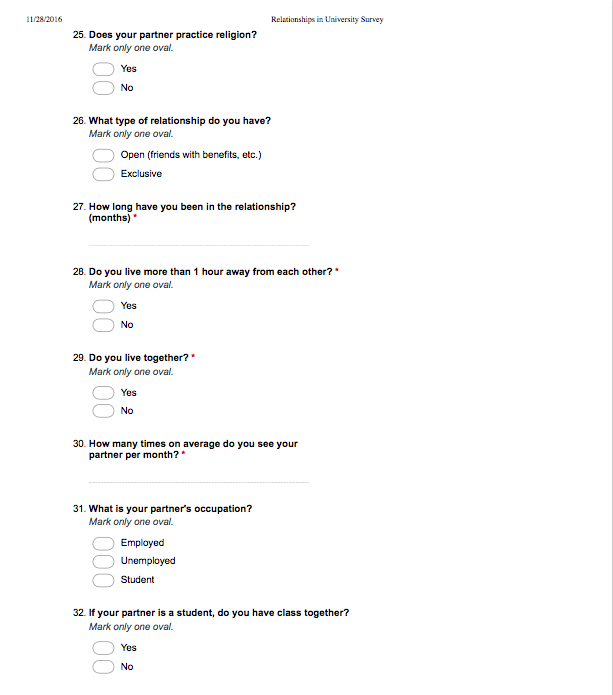 11/28/2016 Relationships in University Survey
25. Does your partner practice religion?
Mark only one oval.
Yes
No
26. What type of relationship do you have?
Mark only one oval.
Open (friends with benefits, etc.)
Exclusive
27. How long have you been in the relationship?
(months) *
28. Do you live more than 1 hour away from each other? *
Mark only one oval.
Yes
No
29. Do you live together? *
Mark only one oval.
Yes
No
30. How many times on average do you see your
partner per month? *
31. What is your partner's occupation?
Mark only one oval.
Employed
Unemployed
Student
32. If your partner is a student, do you have class together?
Mark only one oval.
Yes
No